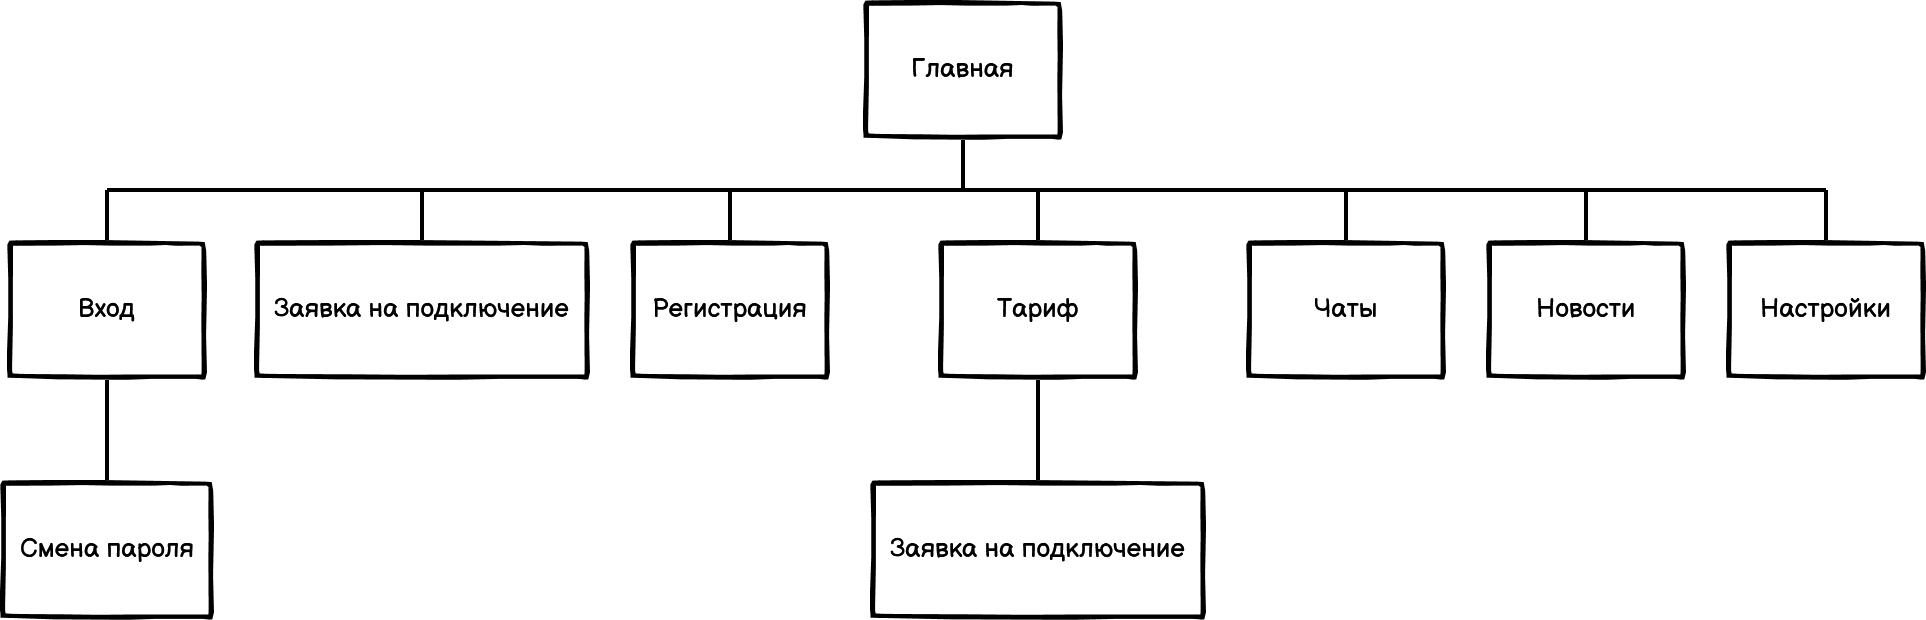 Главная
Вход
Заявка на подключение
Регистрация
Тариф
Чаты
Новости
Настройки
Смена пароля
Заявка на подключение